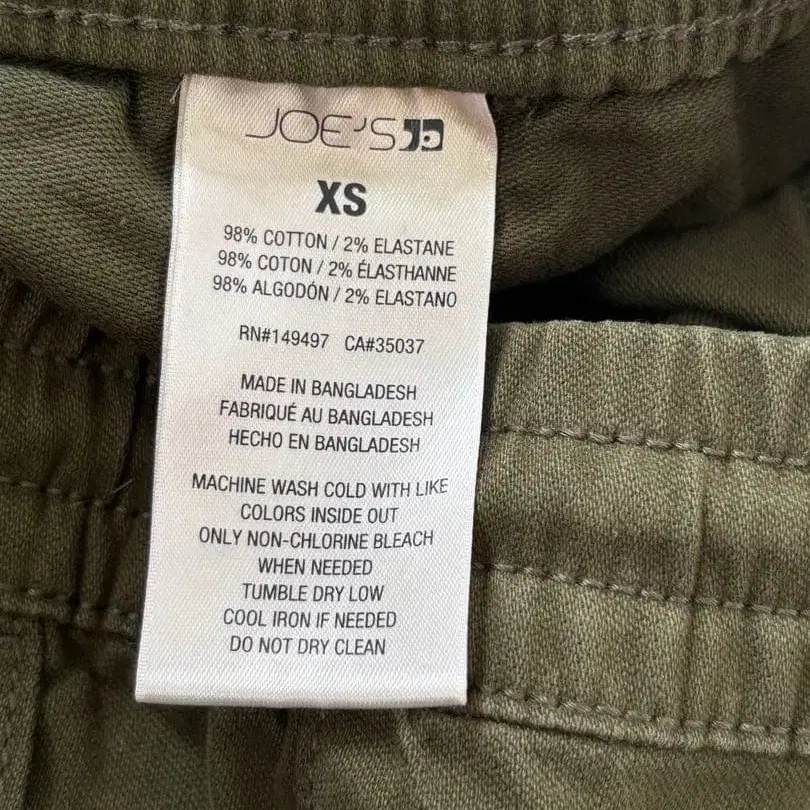 JOE'S
XS
98% COTTON / 2% ELASTANE
98% COTON / 2% ÉLASTHANNE
98% ALGODÓN / 2% ELASTANO
RN#149497 CA#35037
MADE IN BANGLADESH
FABRIQUÉ AU BANGLADESH
HECHO EN BANGLADESH
MACHINE WASH COLD WITH LIKE
COLORS INSIDE OUT
ONLY NON-CHLORINE BLEACH
WHEN NEEDED
TUMBLE DRY LOW
COOL IRON IF NEEDED
DO NOT DRY CLEAN